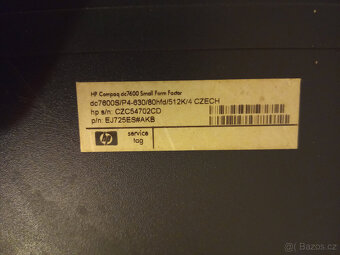 HP Compaq dc7600 Small Form Factor
dc7600S/P4-630/80hfd/512K/4 CZECH
hp s/n: CZC54702CD
p/n: EJ725ES#AKB
hp
service
tag
Bazoš.cz